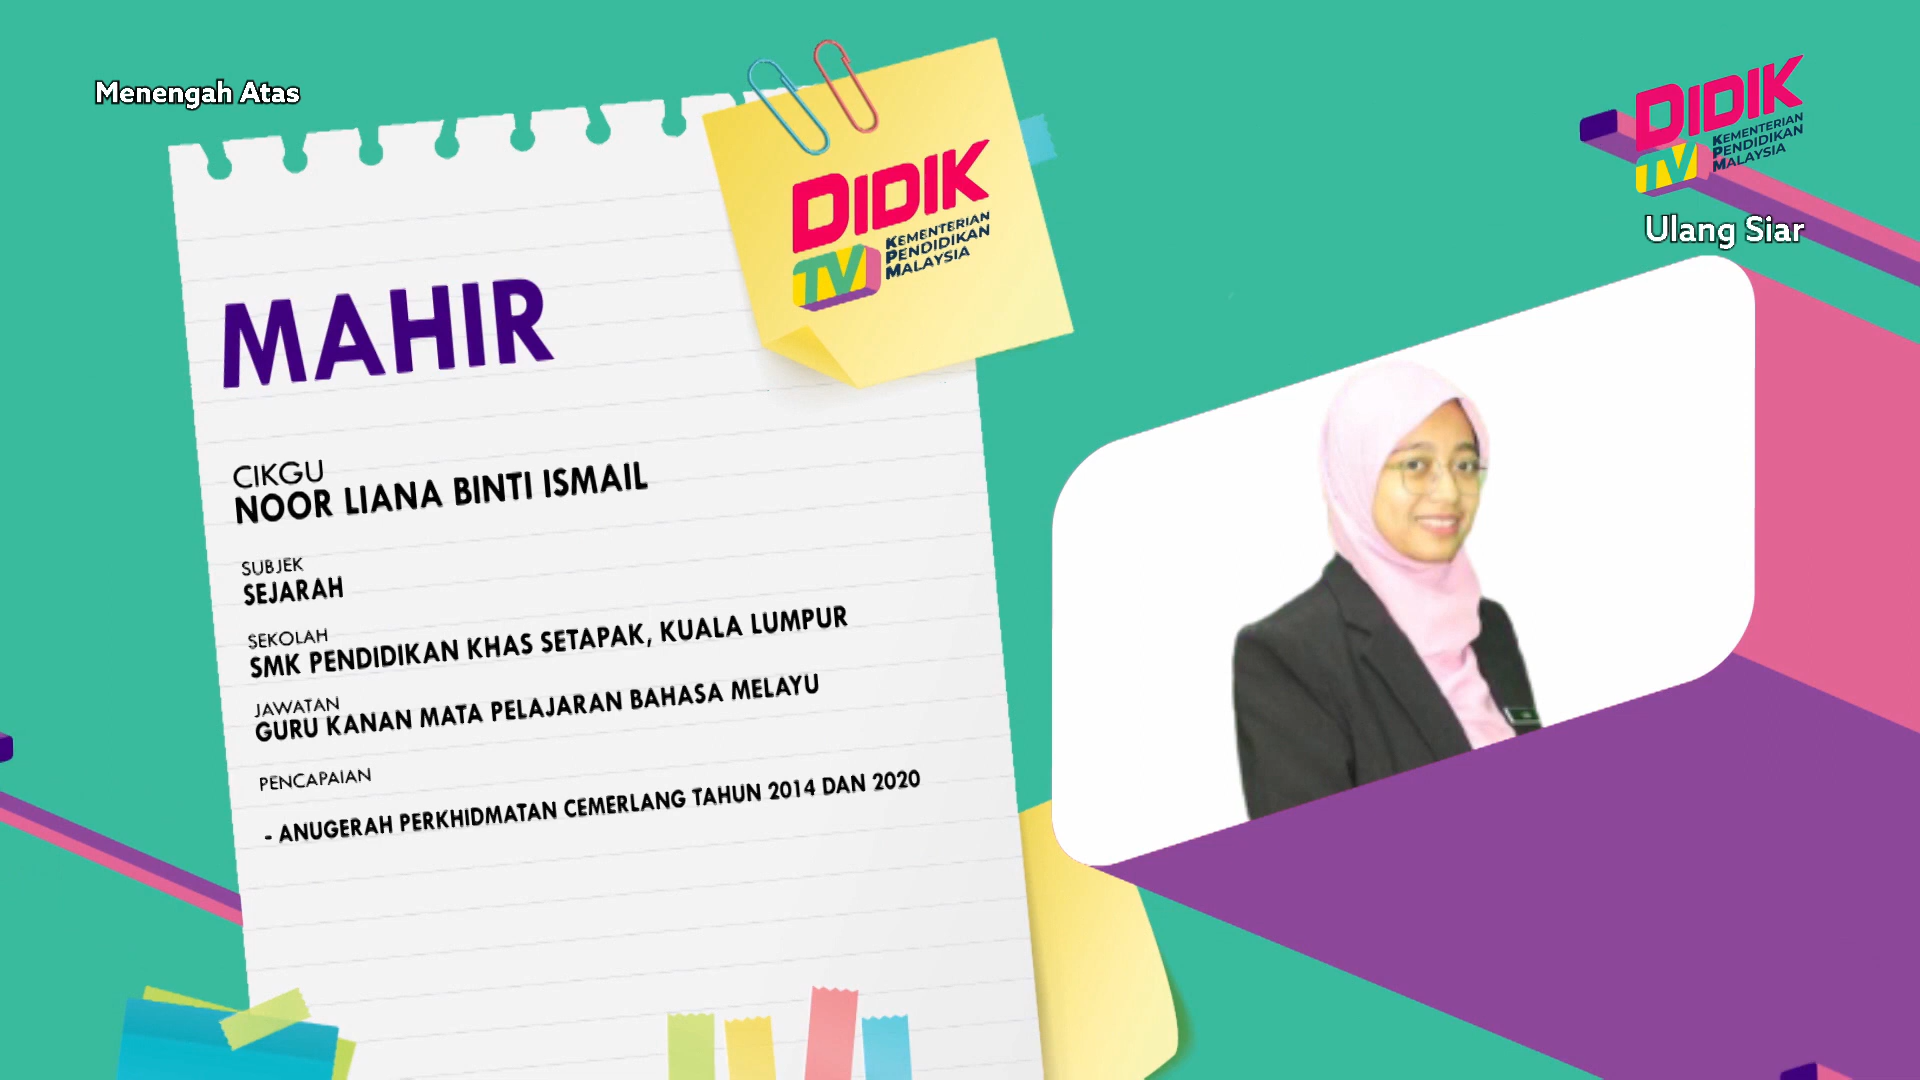 Menengah Atas
DIDIK
TV
KEMENTERIAN
PENDIDIKAN
MALAYSIA
Ulang Siar
DIDIK
TV
KEMENTERIAN
PENDIDIKAN
MALAYSIA
MAHIR
CIKGU
NOOR LIANA BINTI ISMAIL
SUBJEK
SEJARAH
SEKOLAH
SMK PENDIDIKAN KHAS SETAPAK, KUALA LUMPUR
JAWATAN
GURU KANAN MATA PELAJARAN BAHASA MELAYU
PENCAPAIAN
- ANUGERAH PERKHIDMATAN CEMERLANG TAHUN 2014 DAN 2020